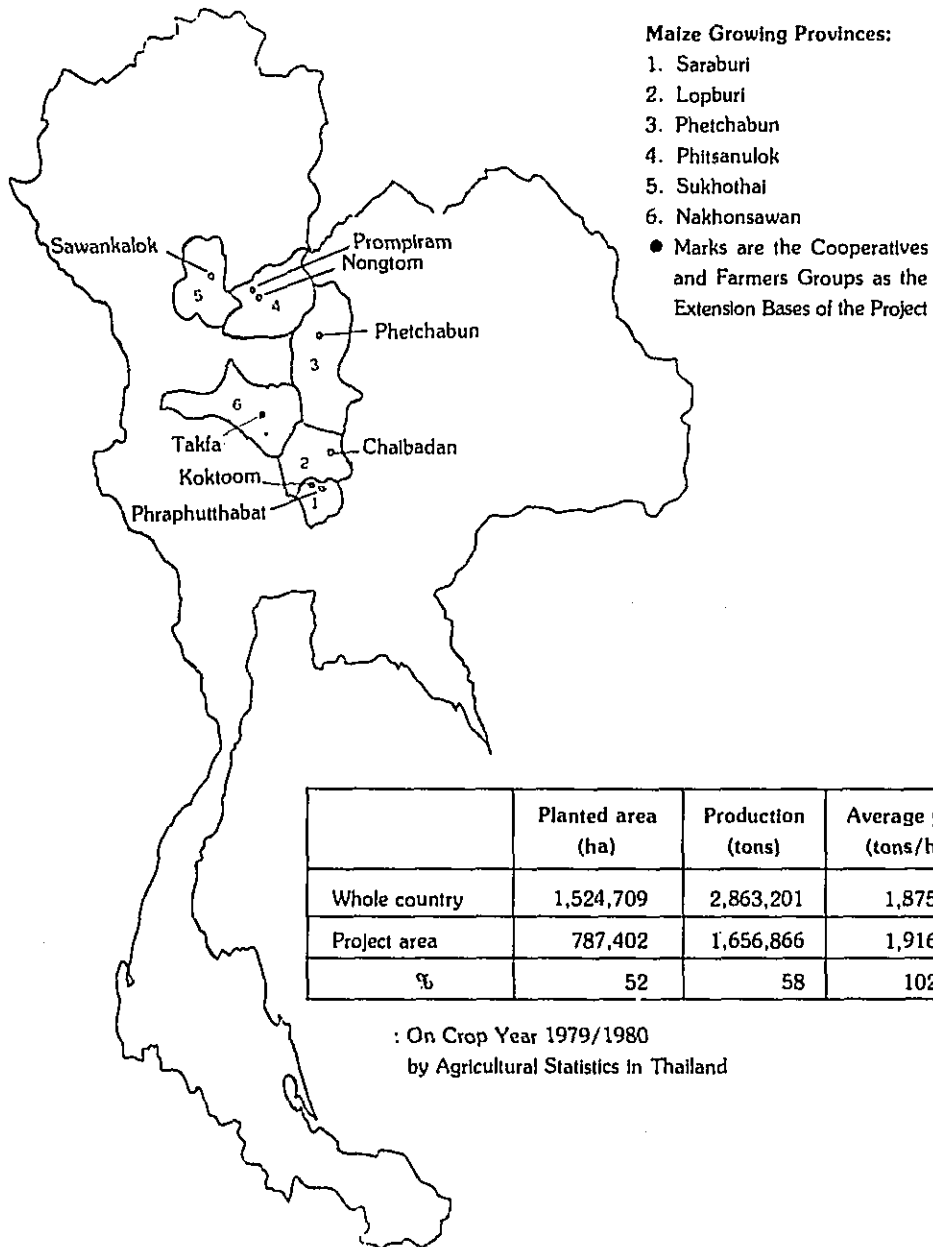 Maize Growing Provinces:
1. Saraburi
2. Lopburi
3. Phetchabun
4. Phitsanulok
5. Sukhothai
6. Nakhonsawan
● Marks are the Cooperatives
and Farmers Groups as the
Extension Bases of the Project
Sawankalok
Prompiram
Nongtom
5
4
Phetchabun
3
6
Takfa
Chaibadan
2
Koktoom
1
Phraphutthabat
Planted area Production Average
(ha) (tons) (tons/h
Whole country 1,524,709 2,863,201 1,875
Project area 787,402 1,656,866 1,916
% 52 58 102
: On Crop Year 1979/1980
by Agricultural Statistics in Thailand